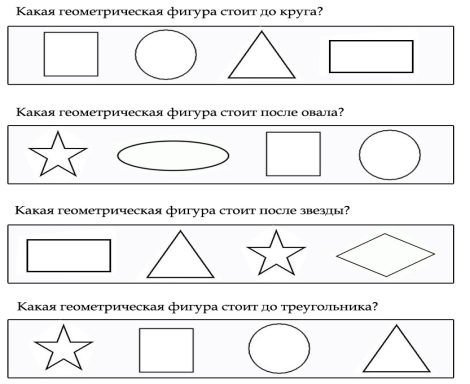 Какая геометрическая фигура стоит до круга?
Какая геометрическая фигура стоит после овала?
Какая геометрическая фигура стоит после звезды?
Какая геометрическая фигура стоит до треугольника?